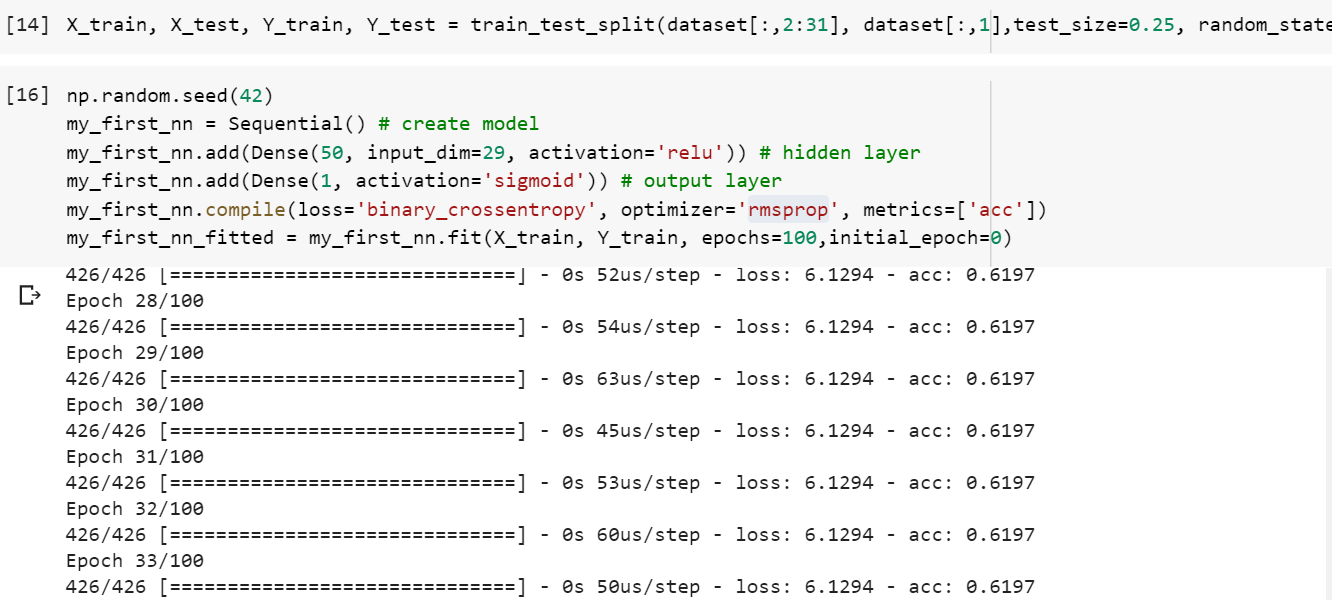 [14] X_train, X_test, Y_train, Y_test = train_test_split(dataset[:,2:31], dataset[:,1],test_size=0.25, random_state
[16] np.random.seed(42)
my_first_nn = Sequential() # create model
my_first_nn.add(Dense(50, input_dim=29, activation='relu')) # hidden layer
my_first_nn.add(Dense(1, activation='sigmoid')) # output layer
my_first_nn.compile(loss='binary_crossentropy', optimizer='rmsprop', metrics=['acc'])
my_first_nn_fitted = my_first_nn.fit(X_train, Y_train, epochs=100,initial_epoch=0)
426/426 [==============================] - 0s 52us/step - loss: 6.1294 - acc: 0.6197
Epoch 28/100
426/426 [==============================] - 0s 54us/step - loss: 6.1294 - acc: 0.6197
Epoch 29/100
426/426 [==============================] - 0s 63us/step - loss: 6.1294 - acc: 0.6197
Epoch 30/100
426/426 [==============================] - 0s 45us/step - loss: 6.1294 - acc: 0.6197
Epoch 31/100
426/426 [==============================] - 0s 53us/step - loss: 6.1294 - acc: 0.6197
Epoch 32/100
426/426 [==============================] - 0s 60us/step - loss: 6.1294 - acc: 0.6197
Epoch 33/100
426/426 [==============================] - 0s 50us/step - loss: 6.1294 - acc: 0.6197